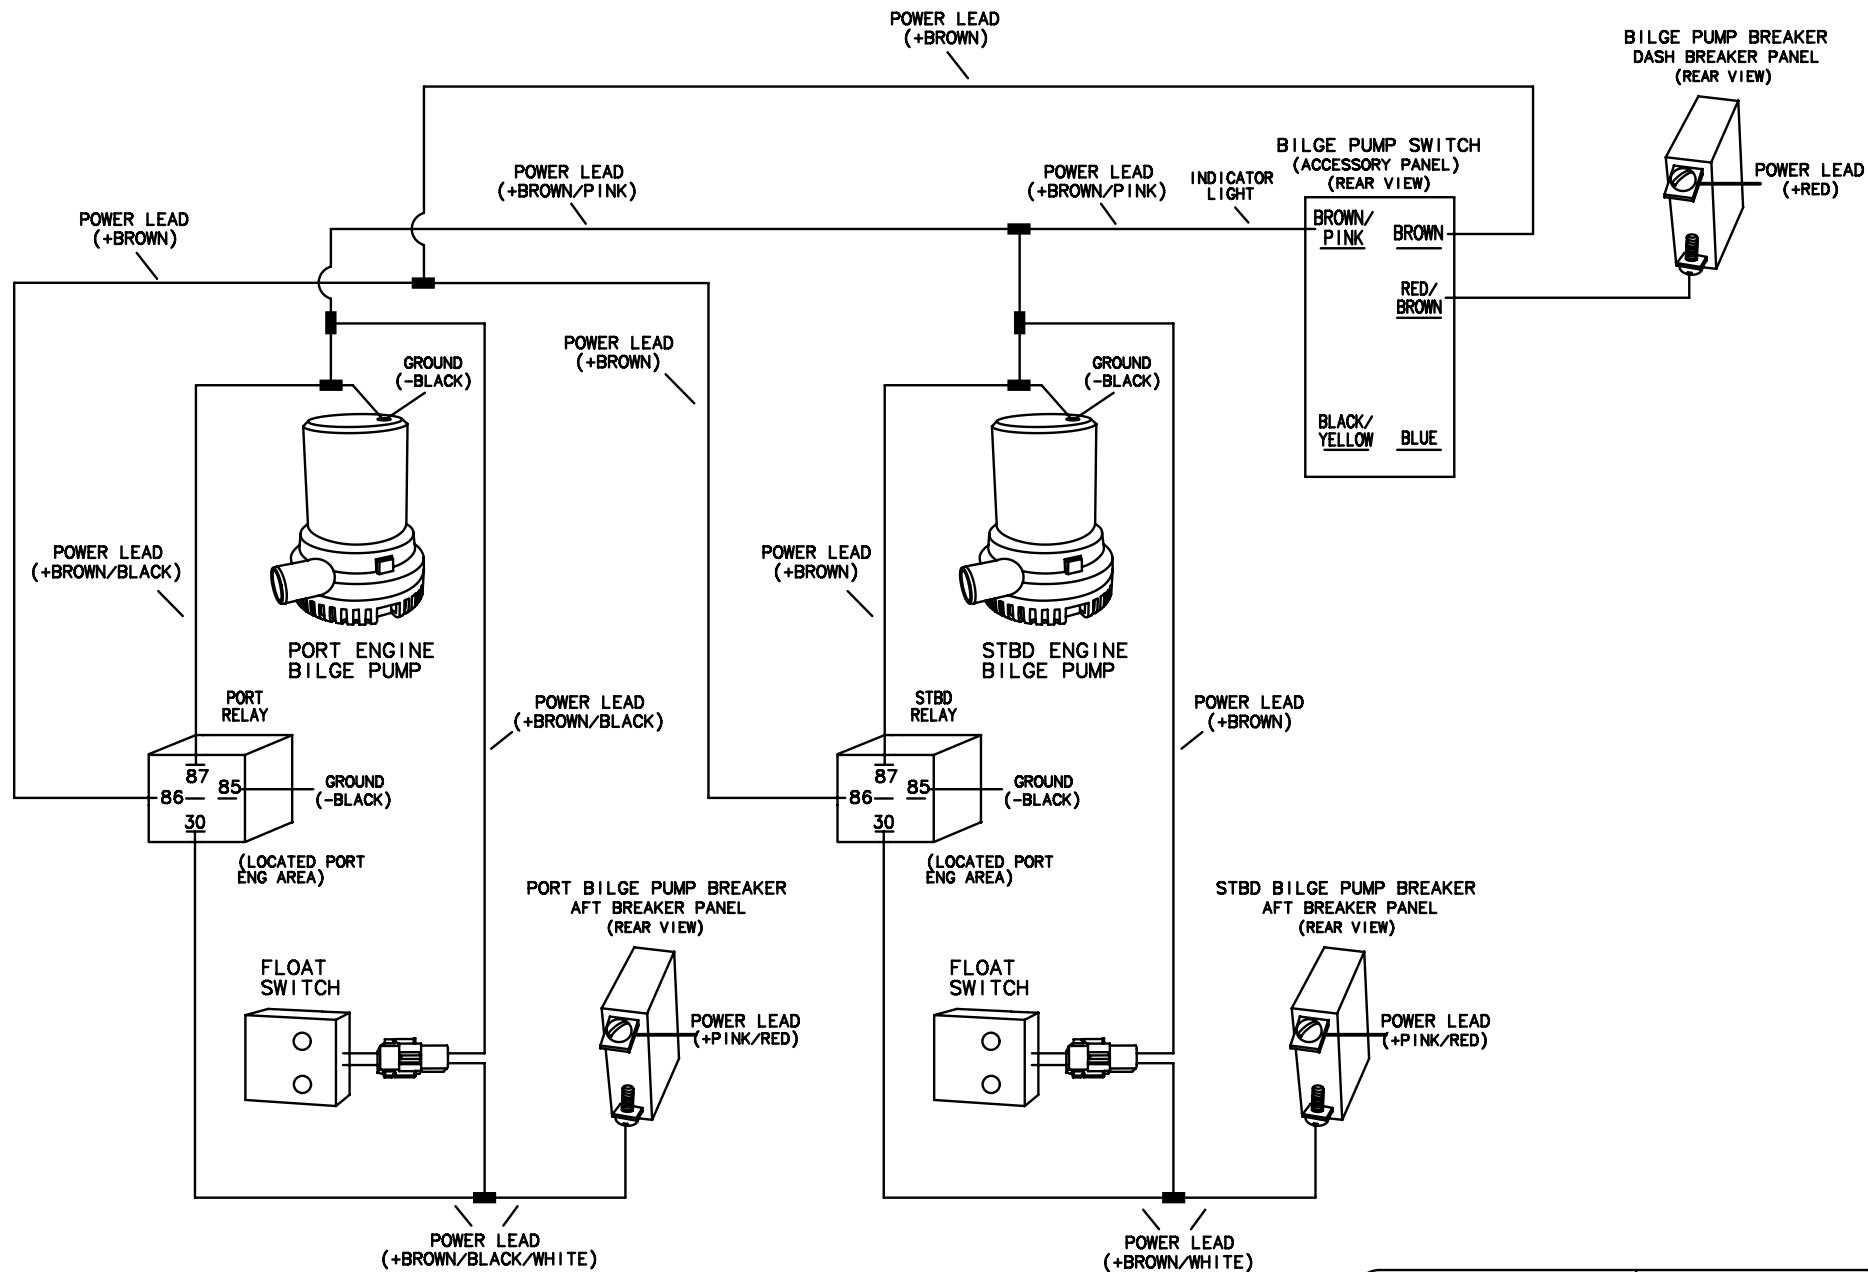 POWER LEAD
(+BROWN)
BILGE PUMP BREAKER
DASH BREAKER PANEL
(REAR VIEW)
POWER LEAD
(+RED)
BILGE PUMP SWITCH
(ACCESSORY PANEL)
(REAR VIEW)
INDICATOR
LIGHT
POWER LEAD
(+BROWN/PINK)
POWER LEAD
(+BROWN/PINK)
POWER LEAD
(+BROWN)
BROWN/
PINK
BROWN
RED/
BROWN
BLACK/
YELLOW
BLUE
POWER LEAD
(+BROWN)
GROUND
(-BLACK)
GROUND
(-BLACK)
POWER LEAD
(+BROWN/BLACK)
POWER LEAD
(+BROWN)
PORT ENGINE
BILGE PUMP
STBD ENGINE
BILGE PUMP
PORT
RELAY
POWER LEAD
(+BROWN/BLACK)
STBD
RELAY
POWER LEAD
(+BROWN)
87
86
85
30
GROUND
(-BLACK)
87
86
85
30
GROUND
(-BLACK)
(LOCATED PORT
ENG AREA)
(LOCATED PORT
ENG AREA)
PORT BILGE PUMP BREAKER
AFT BREAKER PANEL
(REAR VIEW)
STBD BILGE PUMP BREAKER
AFT BREAKER PANEL
(REAR VIEW)
FLOAT
SWITCH
POWER LEAD
(+PINK/RED)
FLOAT
SWITCH
POWER LEAD
(+PINK/RED)
POWER LEAD
(+BROWN/BLACK/WHITE)
POWER LEAD
(+BROWN/WHITE)